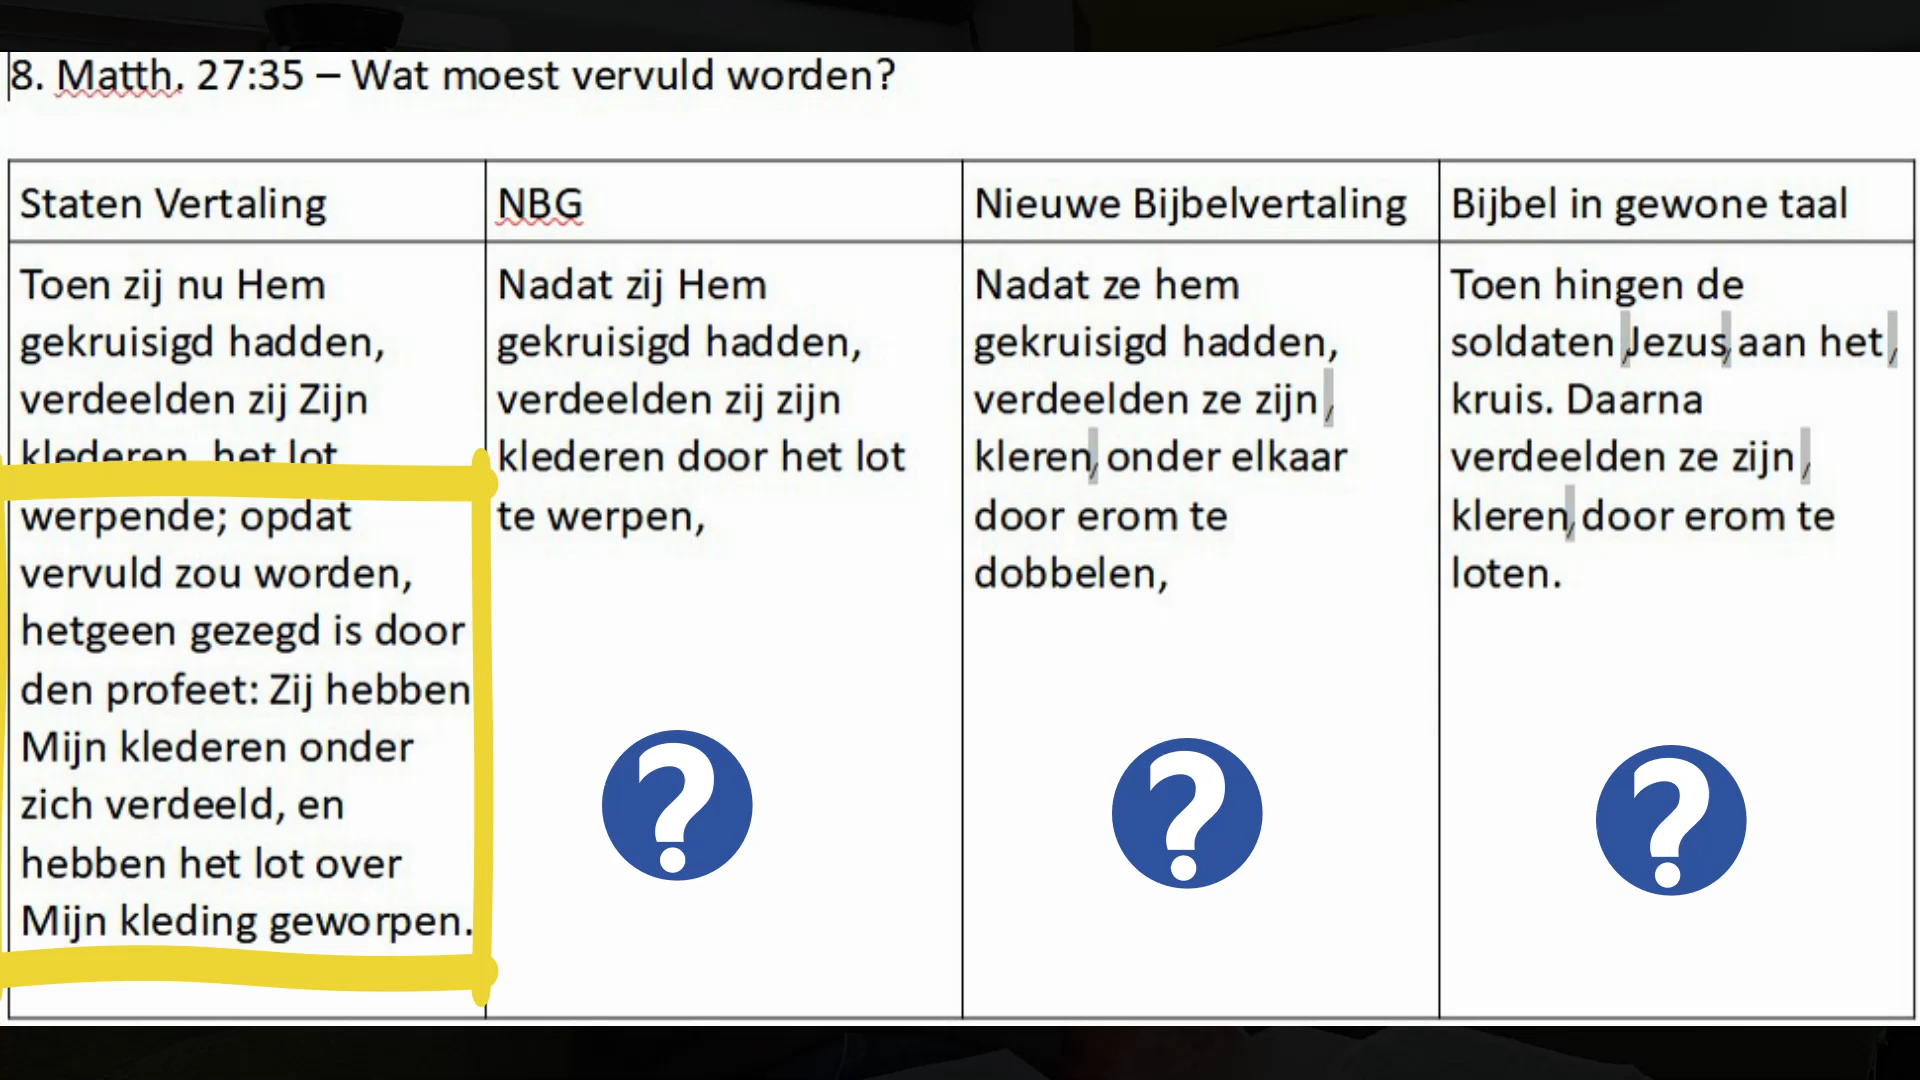 8. Matth. 27:35 – Wat moest vervuld worden?
Staten Vertaling
NBG
Nieuwe Bijbelvertaling
Bijbel in gewone taal
Toen zij nu Hem
gekruisigd hadden,
verdeelden zij Zijn
klederen, het lot
werpende; opdat
vervuld zou worden,
hetgeen gezegd is door
den profeet: Zij hebben
Mijn klederen onder
zich verdeeld, en
hebben het lot over
Mijn kleding geworpen.
Nadat zij Hem
gekruisigd hadden,
verdeelden zij zijn
klederen door het lot
te werpen,
?
Nadat ze hem
gekruisigd hadden,
verdeelden ze zijn,
kleren, onder elkaar
door erom te
dobbelen,
?
Toen hingen de
soldaten ,Jezus, aan het,
kruis. Daarna
verdeelden ze zijn,
kleren, door erom te
loten.
?